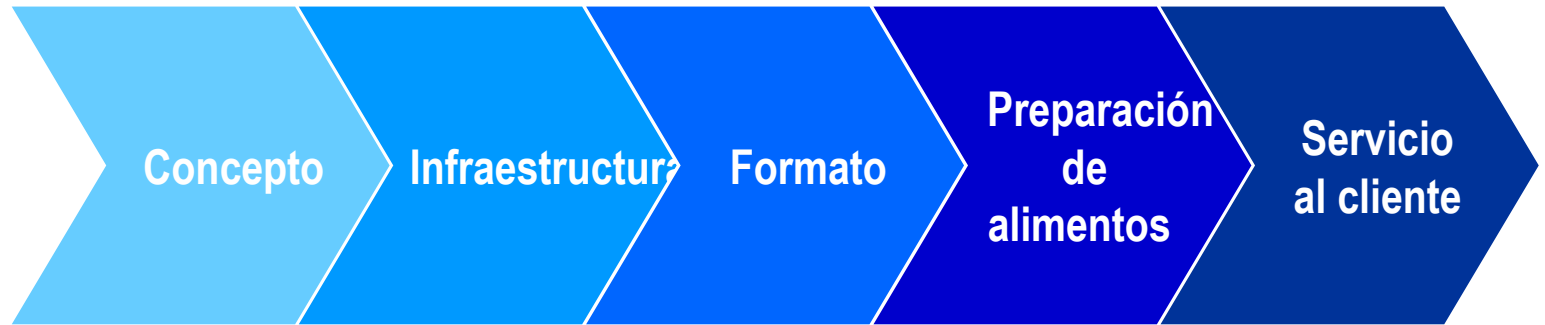 Concepto
Infraestructura
Formato
Preparación
de
alimentos
Servicio
al cliente